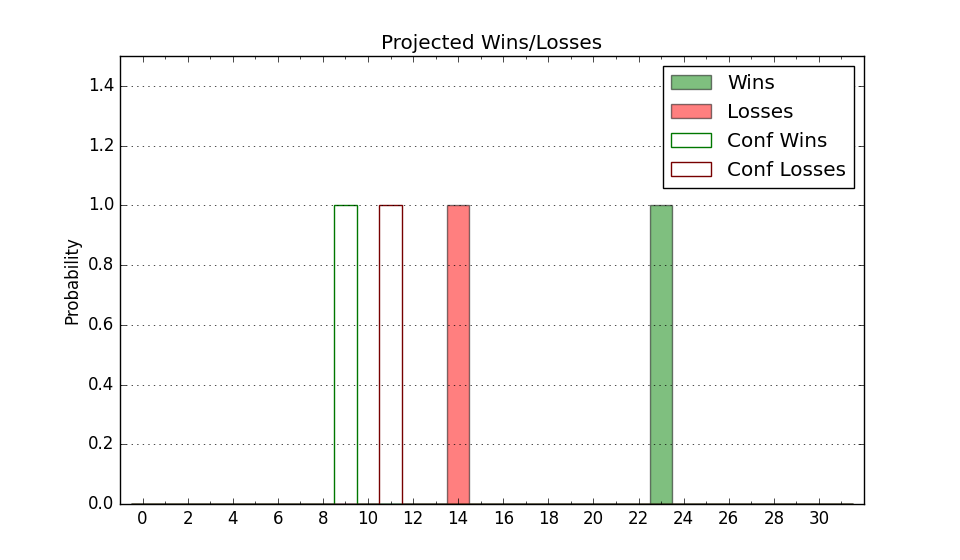 Projected Wins/Losses
1.4
1.2
1.0
0.8
0.6
0.4
0.2
0.0
Probability
Wins
Losses
Conf Wins
Conf Losses
0 2 4 6 8 10 12 14 16 18 20 22 24 26 28 30